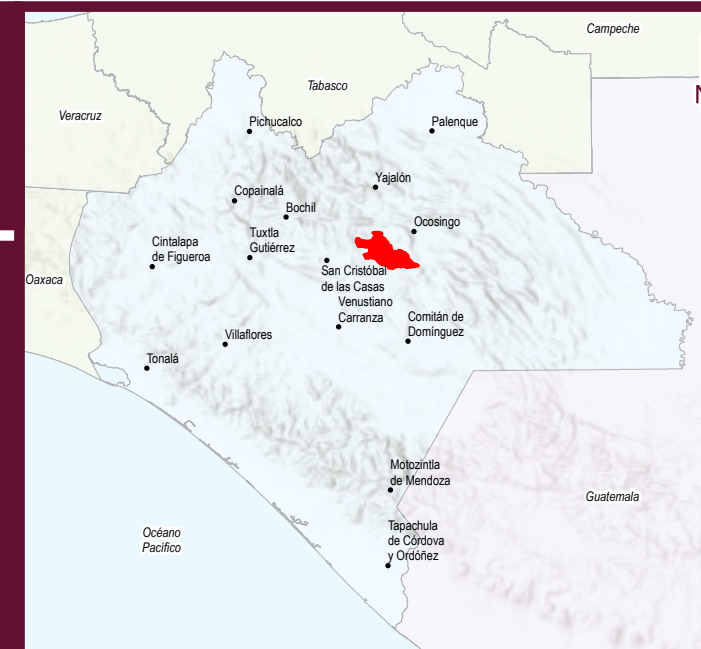 Campeche
Tabasco
N
Veracruz
Pichucalco
Palenque
Yajalón
Copainalá
Bochil
Ocosingo
Tuxtla
Gutiérrez
Cintalapa
de Figueroa
San Cristóbal
de las Casas
Oaxaca
Venustiano
Carranza
Comitán de
Domínguez
Villaflores
Tonalá
Motozintla
de Mendoza
Guatemala
Océano
Pacifico
Tapachula
de Córdova
y Ordóñez